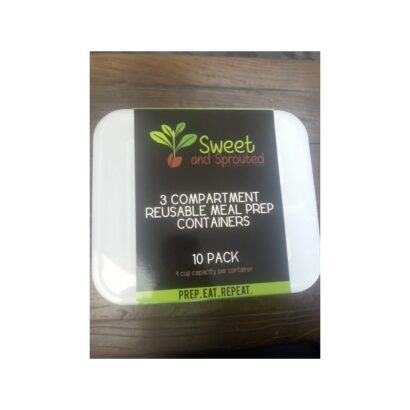 Sweet
and Sprouted
3 COMPARTMENT
REUSABLE MEAL PREP
CONTAINERS
10 PACK
4 cup capacity per container
PREP. EAT. REPEAT.